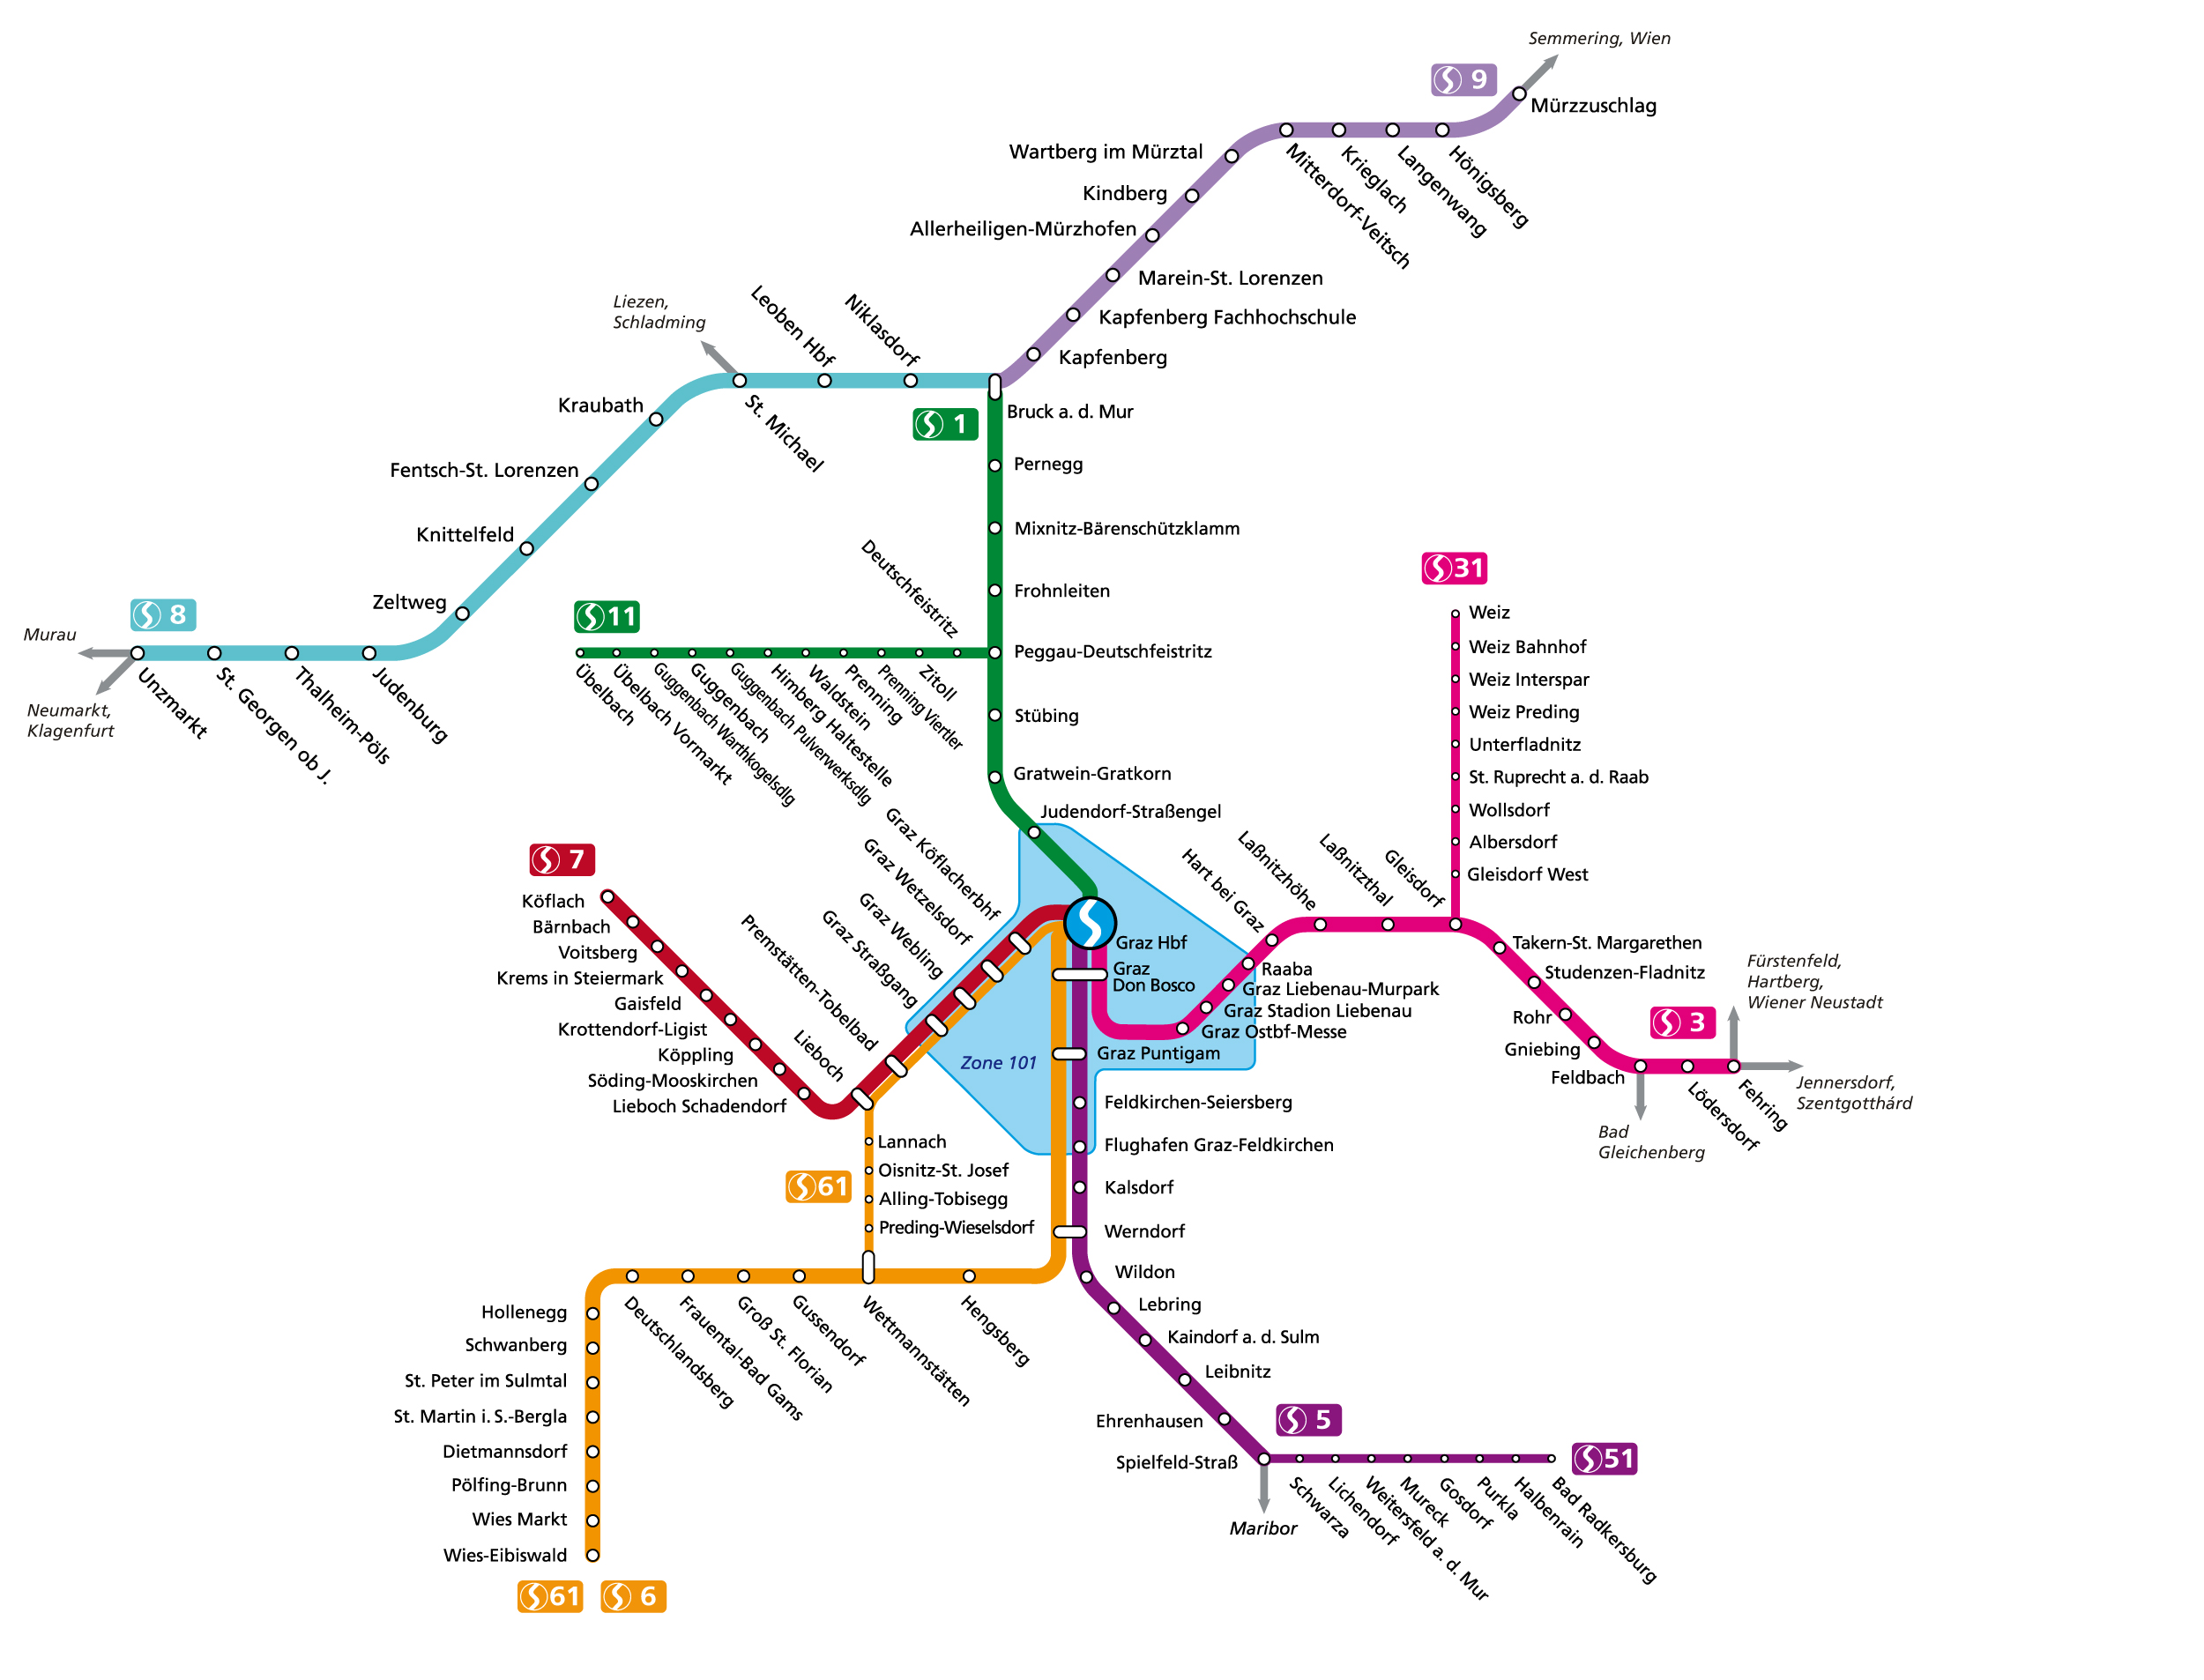 Semmering, Wien
9
Mürzzuschlag
Wartberg im Mürztal
Mitterdorf-Veitsch
Krieglach
Langenwang
Hönigsberg
Kindberg
Allerheiligen-Mürzhofen
Marein-St. Lorenzen
Kapfenberg Fachhochschule
Kapfenberg
Liezen,
Schladming
Leoben Hbf
Niklasdorf
St. Michael
Kraubath
Fentsch-St. Lorenzen
Knittelfeld
Zeltweg
8
Murau
Neumarkt,
Klagenfurt
Unzmarkt
St. Georgen ob J.
Thalheim-Pöls
Judenburg
1
Bruck a. d. Mur
Pernegg
Mixnitz-Bärenschützklamm
Frohnleiten
Peggau-Deutschfeistritz
Stübing
Gratwein-Gratkorn
Judendorf-Straßengel
11
Übelbach
Übelbach Vormarkt
Guggenbach Warthkogelsdlg
Guggenbach
Guggenbach Pulverwerksdlg
Himberg Haltestelle
Waldstein
Prenning
Prenning Viertler
Zitoll
Deutschfeistritz
31
Weiz
Weiz Bahnhof
Weiz Interspar
Weiz Preding
Unterfladnitz
St. Ruprecht a. d. Raab
Wollsdorf
Albersdorf
Gleisdorf West
7
Köflach
Bärnbach
Voitsberg
Krems in Steiermark
Gaisfeld
Krottendorf-Ligist
Köppling
Söding-Mooskirchen
Lieboch Schadendorf
Lieboch
Premstätten-Tobelbad
Graz Straßgang
Graz Webling
Graz Wetzelsdorf
Graz Köflacherbhf
Graz Hbf
Graz
Don Bosco
Zone 101
Hart bei Graz
Laßnitzhöhe
Laßnitzthal
Gleisdorf
Raaba
Graz Liebenau-Murpark
Graz Stadion Liebenau
Graz Ostbf-Messe
Takern-St. Margarethen
Studenzen-Fladnitz
Rohr
Gniebing
Feldbach
3
Fürstenfeld,
Hartberg,
Wiener Neustadt
Lödersdorf
Fehring
Jennersdorf,
Szentgotthárd
Bad
Gleichenberg
Graz Puntigam
Feldkirchen-Seiersberg
Flughafen Graz-Feldkirchen
Kalsdorf
Werndorf
Wildon
Lebring
Kaindorf a. d. Sulm
Leibnitz
Ehrenhausen
Spielfeld-Straß
5
51
Maribor
Schwarza
Lichendorf
Weitersfeld a. d. Mur
Mureck
Gosdorf
Purkla
Halbenrain
Bad Radkersburg
Lannach
Oisnitz-St. Josef
61
Alling-Tobisegg
Preding-Wieselsdorf
Hengsberg
Wettmannstätten
Gussendorf
Groß St. Florian
Frauental-Bad Gams
Deutschlandsberg
Hollenegg
Schwanberg
St. Peter im Sulmtal
St. Martin i. S.-Bergla
Dietmannsdorf
Pölfing-Brunn
Wies Markt
Wies-Eibiswald
61
6